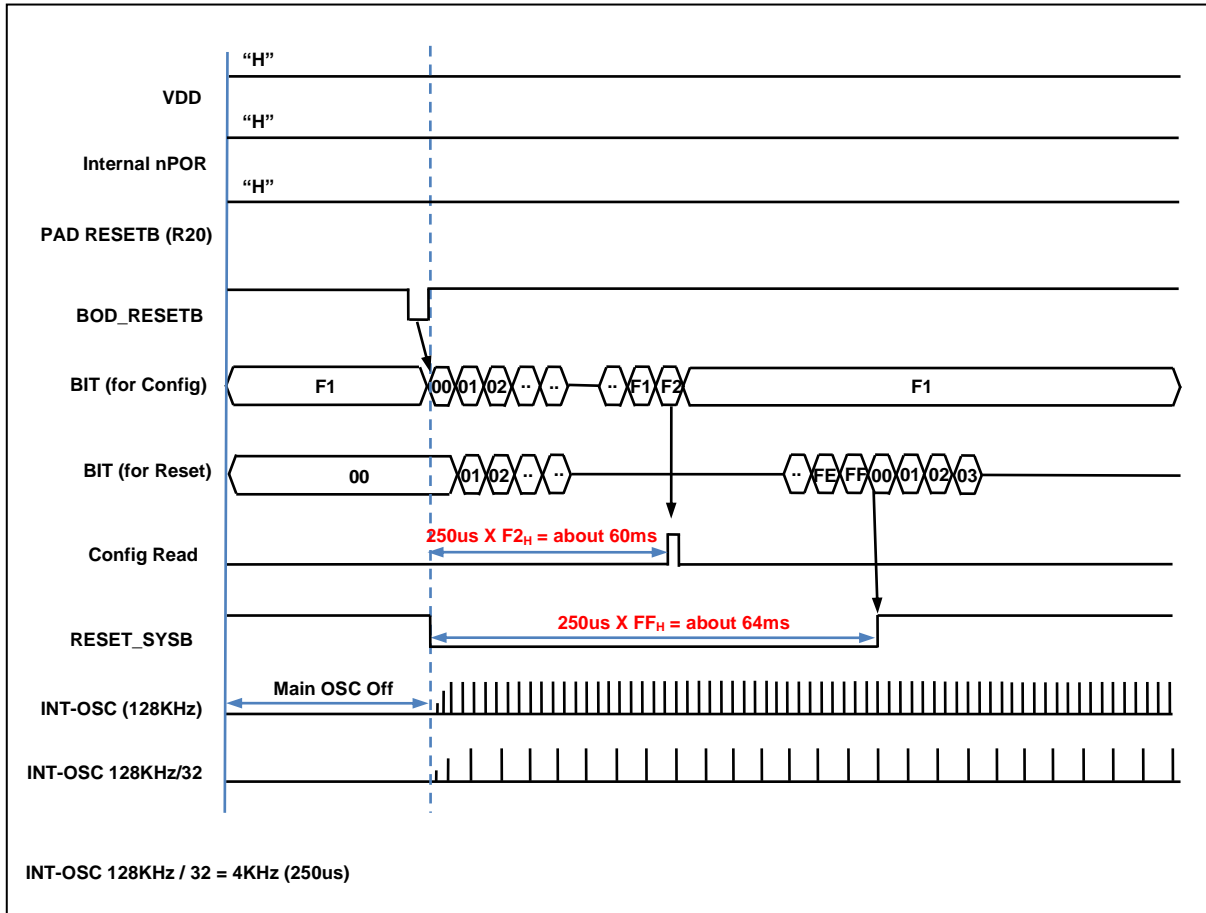 “H”
VDD
“H”
Internal nPOR
“H”
PAD RESETB (R20)
BOD_RESETB
BIT (for Config) F1 00 01 02 ·· ·· ·· F1 F2 F1
BIT (for Reset) 00 01 02 ·· ·· ·· FE FF 00 01 02 03
250us X F2H = about 60ms
Config Read
250us X FFH = about 64ms
RESET_SYSB
Main OSC Off
INT-OSC (128KHz)
INT-OSC 128KHz/32
INT-OSC 128KHz / 32 = 4KHz (250us)